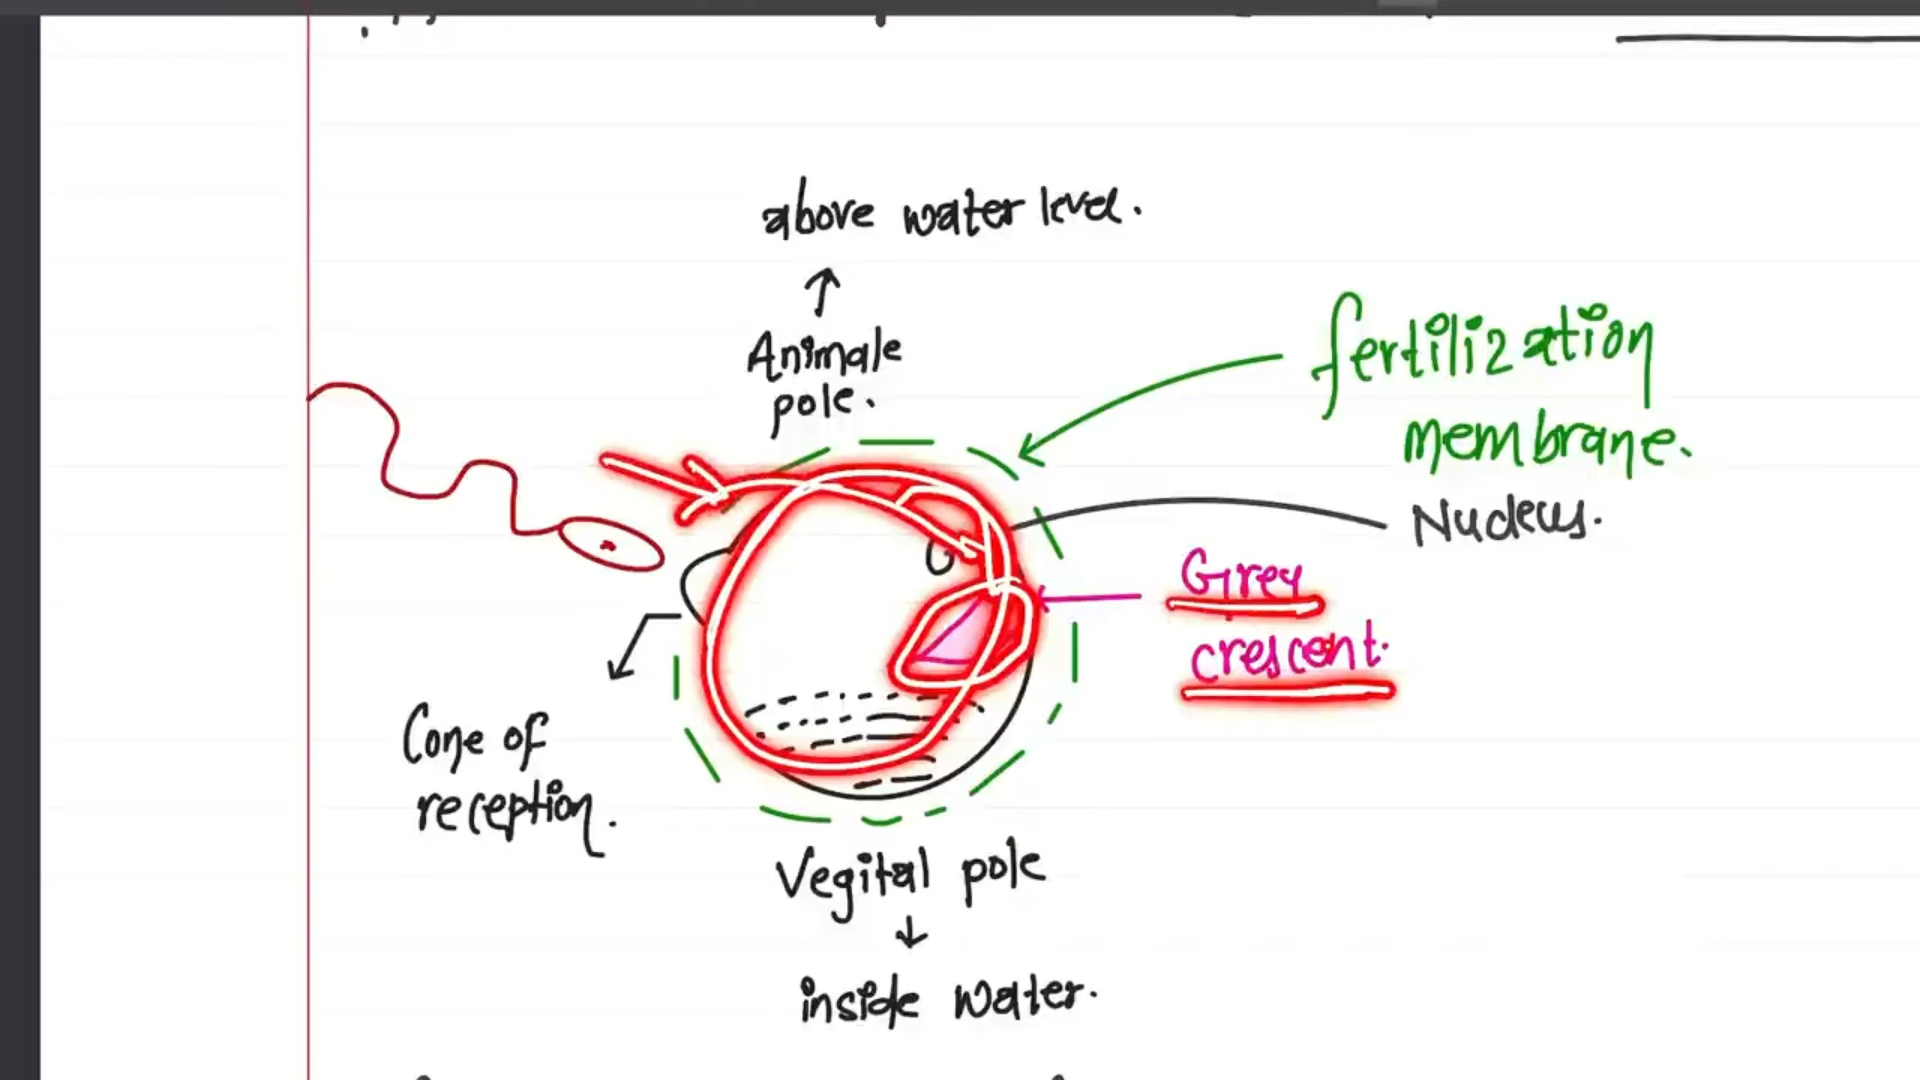 above water level.
Animale
pole.
fertilization
membrane.
Nucleus.
Grey
crescent.
Cone of
reception.
Vegital pole
inside water.